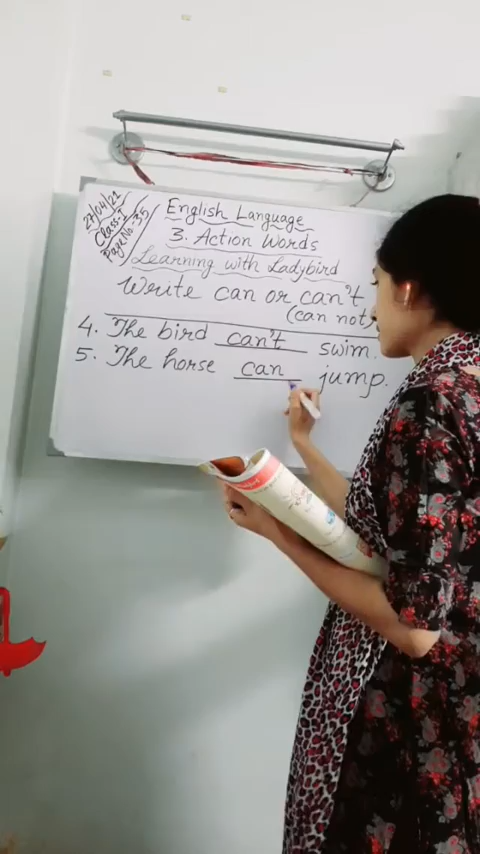 27/04/21
Class-I
Page No:-35
English Language
3. Action Words
Learning with Ladybird
Write can or can't
(can not)
4. The bird can't swim.
5. The horse can jump.